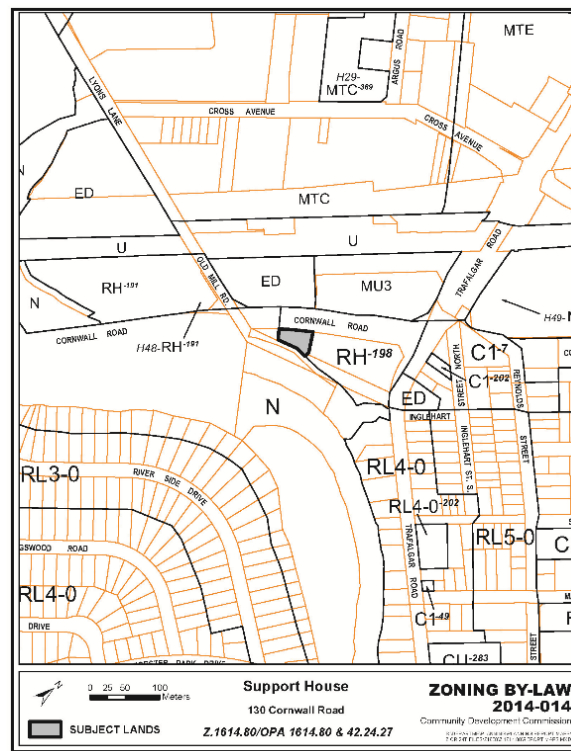 MTE
H29-
MTC-369
ARGUS ROAD
LYONS LANE
CROSS AVENUE
CROSS AVENUE
N
ED
MTC
U
U
OLD MILL RD.
TRAFALGAR ROAD
RH-191
ED
MU3
N
H49-N
CORNWALL ROAD
CORNWALL ROAD
H48-RH-191
RH-198
C1-7
C1-202
STREET NORTH
REYNOLDS STREET
N
ED
INGLEHART
INGLEHART ST. S.
RL3-0
RIVER SIDE DRIVE
RL4-0
RL4-0-202
RL5-0
GSWOOD ROAD
C
TRAFALGAR ROAD
RL4-0
DRIVE
C1-49
STREET
CU-283
0 25 50 100
Meters
SUBJECT LANDS
Support House
130 Cornwall Road
Z.1614.80/OPA 1614.80 & 42.24.27
ZONING BY-LAW
2014-014
Community Development Commission